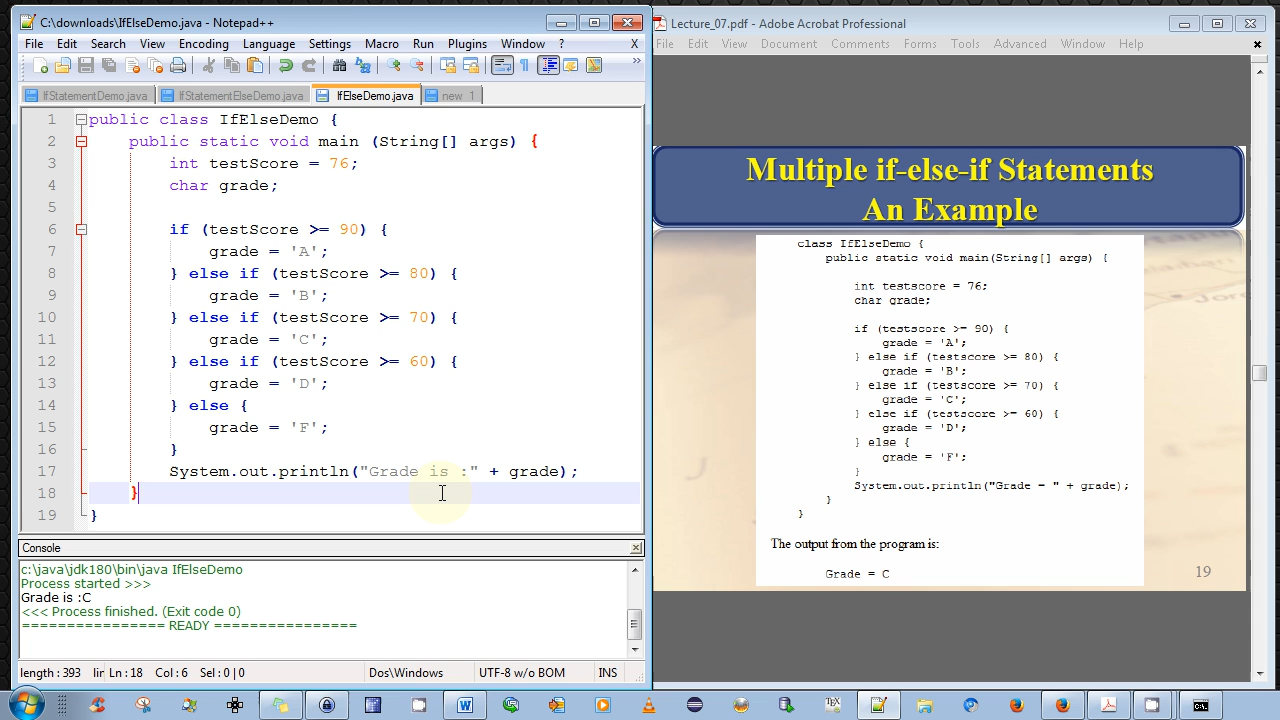 C:\downloads\IfElseDemo.java - Notepad++
File Edit Search View Encoding Language Settings Macro Run Plugins Window ? X
IfStatementDemo.java IfStatementElseDemo.java IfElseDemo.java new 1
1 public class IfElseDemo {
2 public static void main (String[] args) {
3 int testScore = 76;
4 char grade;
5
6 if (testScore >= 90) {
7 grade = 'A';
8 } else if (testScore >= 80) {
9 grade = 'B';
10 } else if (testScore >= 70) {
11 grade = 'C';
12 } else if (testScore >= 60) {
13 grade = 'D';
14 } else {
15 grade = 'F';
16 }
17 System.out.println("Grade is :" + grade);
18 }
19 }
Console
c:\java\jdk180\bin\java IfElseDemo
Process started >>>
Grade is :C
<<< Process finished. (Exit code 0)
================ READY ================
length : 393 lir Ln : 18 Col : 6 Sel : 0 | 0 Dos\Windows UTF-8 w/o BOM INS
Lecture_07.pdf - Adobe Acrobat Professional
File Edit View Document Comments Forms Tools Advanced Window Help
Multiple if-else-if Statements
An Example
class IfElseDemo {
public static void main(String[] args) {
int testscore = 76;
char grade;
if (testscore >= 90) {
grade = 'A';
} else if (testscore >= 80) {
grade = 'B';
} else if (testscore >= 70) {
grade = 'C';
} else if (testscore >= 60) {
grade = 'D';
} else {
grade = 'F';
}
System.out.println("Grade = " + grade);
}
}
The output from the program is:
Grade = C
19